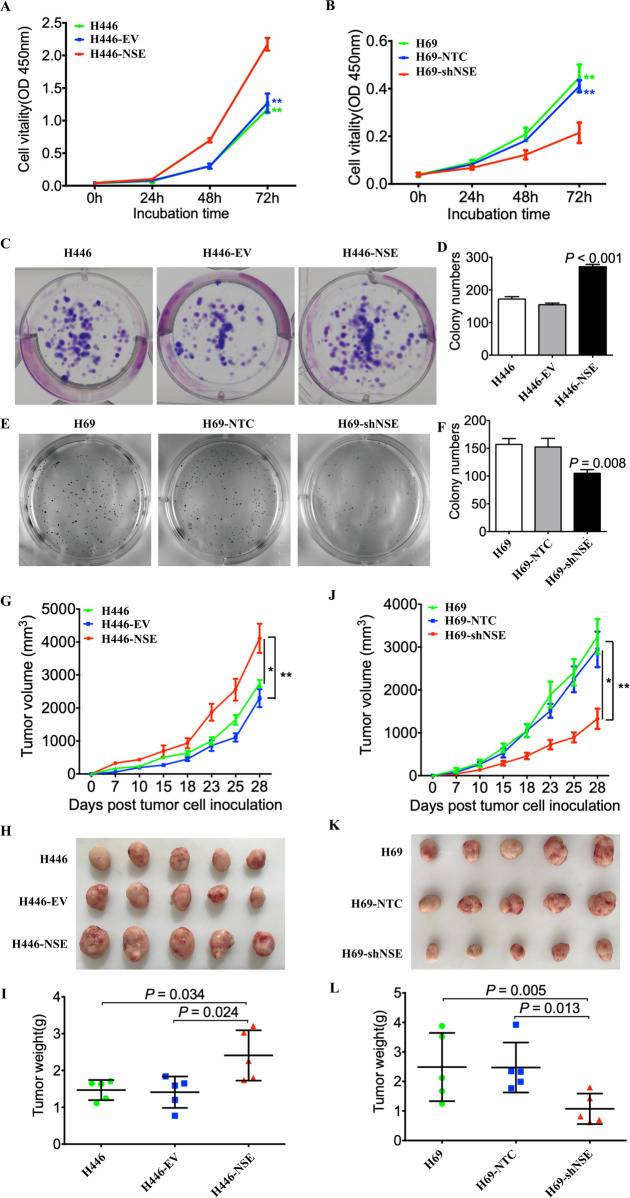 A
H446
H446-EV
H446-NSE
Cell vitality(OD 450nm)
2.5
2.0
1.5
1.0
0.5
0.0
**
**
0h 24h 48h 72h
Incubation time
B
H69
H69-NTC
H69-shNSE
Cell vitality(OD 450nm)
0.6
0.4
0.2
0.0
**
**
0h 24h 48h 72h
Incubation time
C
H446 H446-EV H446-NSE
D
Colony numbers
300
200
100
0
P < 0.001
H446
H446-EV
H446-NSE
E
H69 H69-NTC H69-shNSE
F
Colony numbers
200
150
100
50
0
P = 0.008
H69
H69-NTC
H69-shNSE
G
H446
H446-EV
H446-NSE
Tumor volume (mm3)
5000
4000
3000
2000
1000
0
* **
0 7 10 15 18 23 25 28
Days post tumor cell inoculation
J
H69
H69-NTC
H69-shNSE
Tumor volume (mm3)
4000
3000
2000
1000
0
* **
0 7 10 15 18 23 25 28
Days post tumor cell inoculation
H
H446
H446-EV
H446-NSE
K
H69
H69-NTC
H69-shNSE
I
Tumor weight(g)
4
3
2
1
0
P = 0.034
P = 0.024
H446
H446-EV
H446-NSE
L
Tumor weight(g)
5
4
3
2
1
0
P = 0.005
P = 0.013
H69
H69-NTC
H69-shNSE